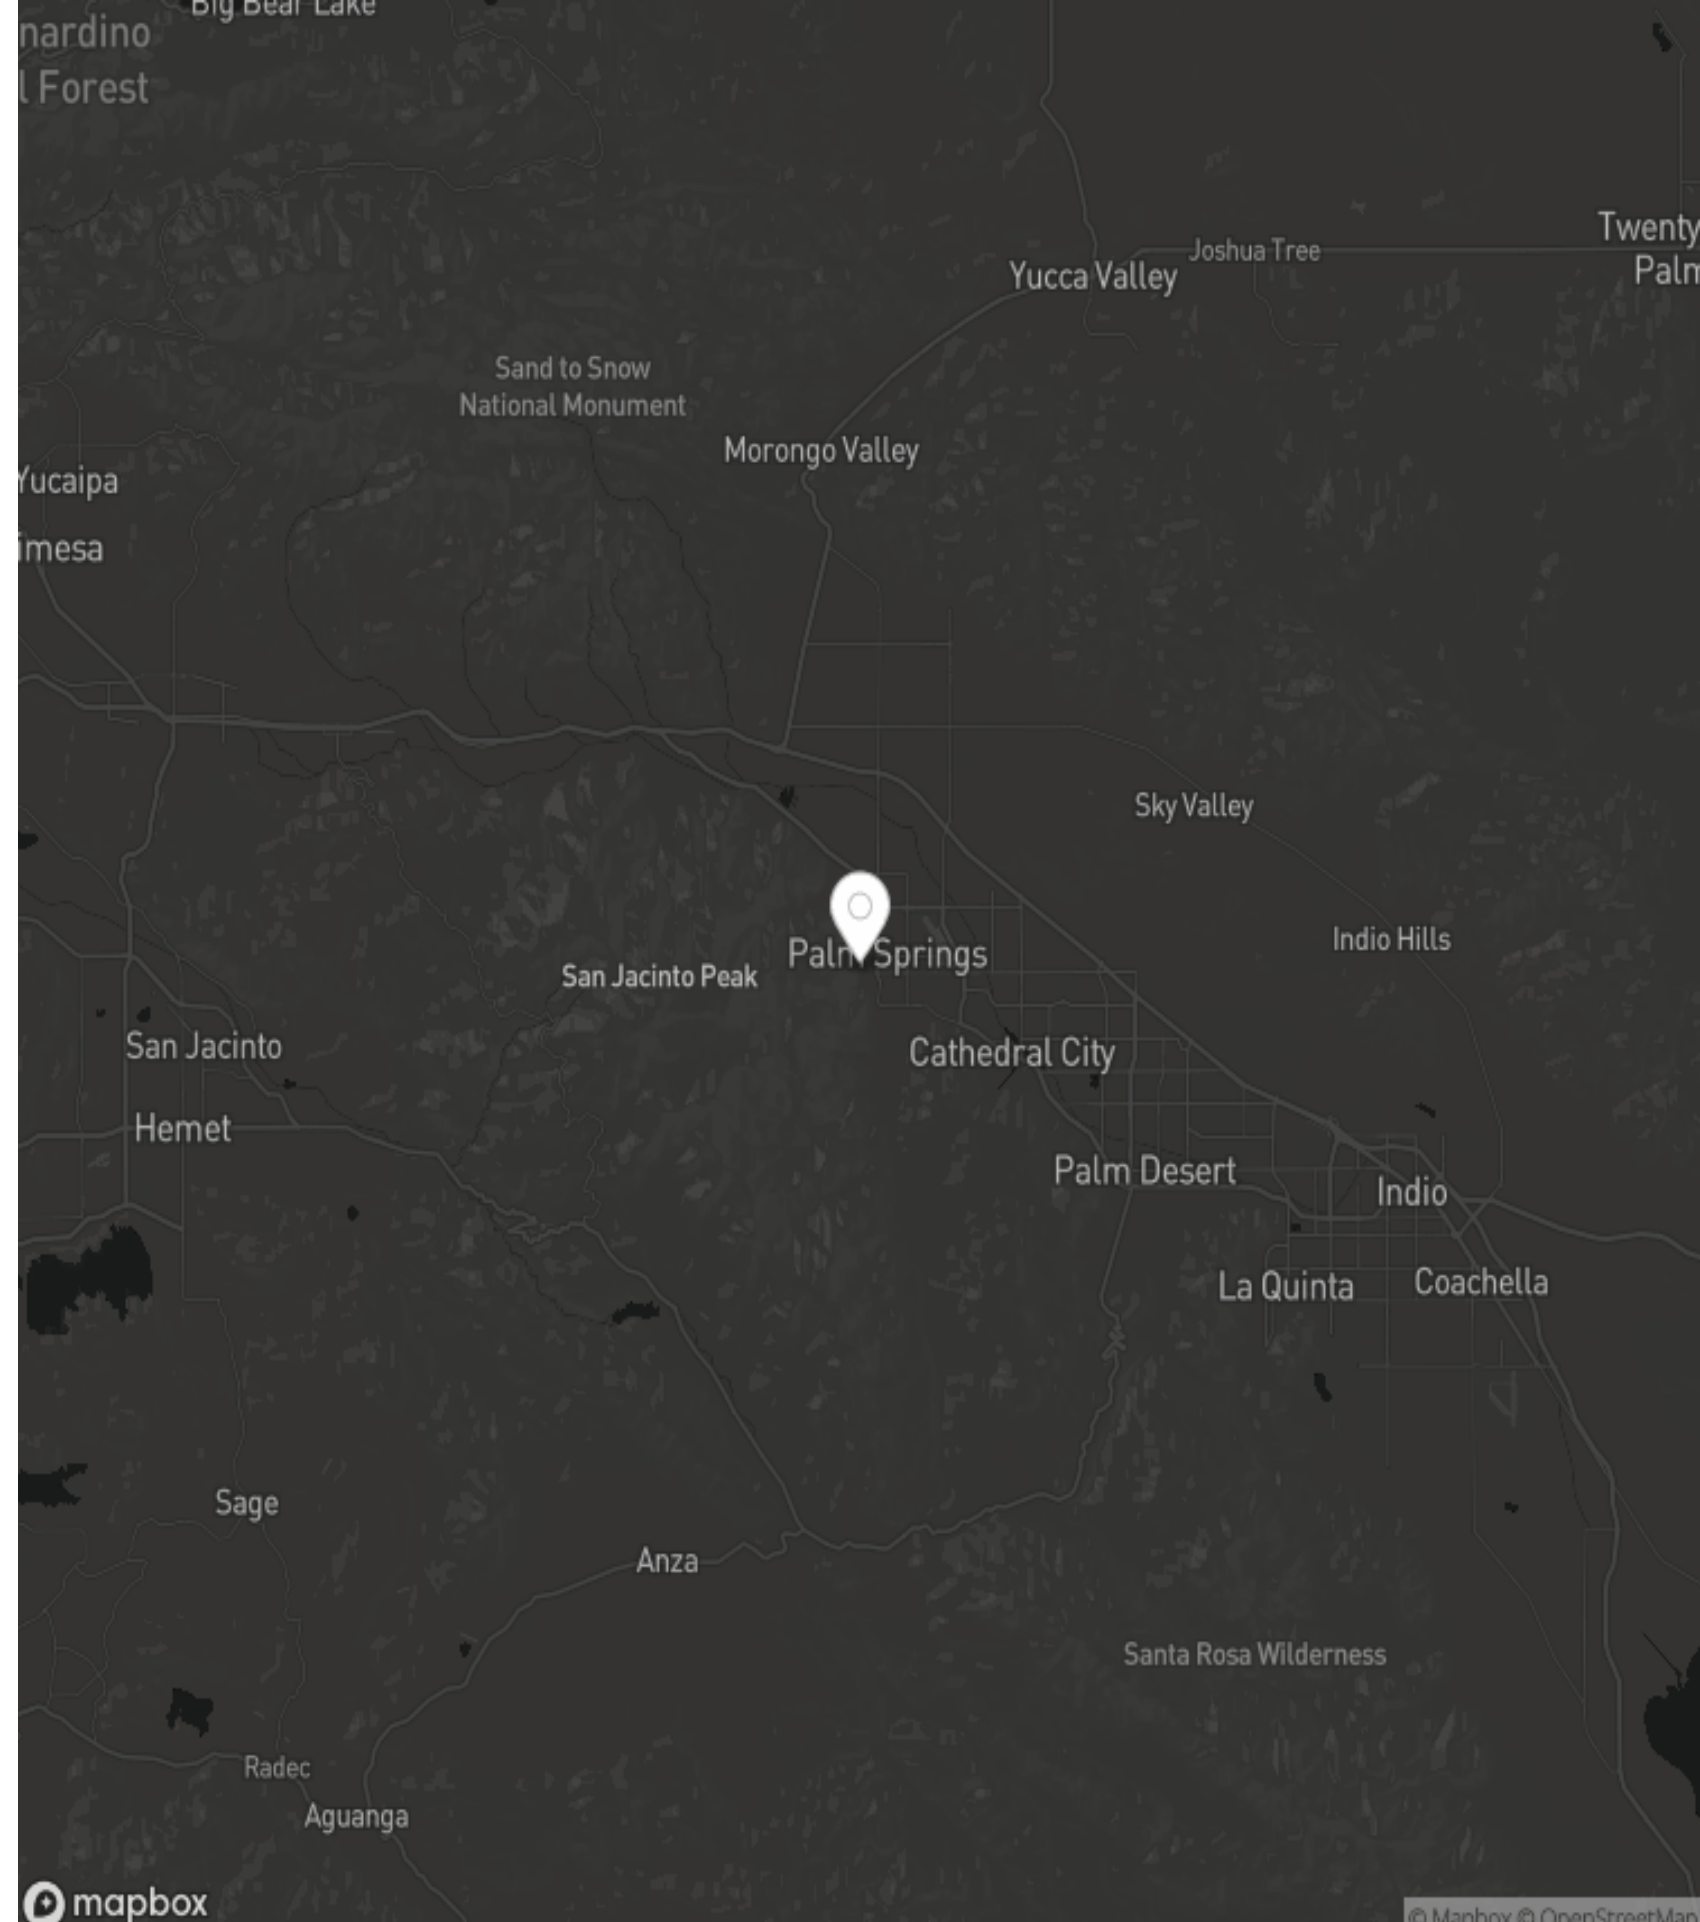 Big Bear Lake
nardino
l Forest
Twenty
Palm
Joshua Tree
Yucca Valley
Sand to Snow
National Monument
Morongo Valley
Yucaipa
imesa
Sky Valley
Indio Hills
Palm Springs
San Jacinto Peak
San Jacinto
Cathedral City
Hemet
Palm Desert
Indio
La Quinta
Coachella
Sage
Anza
Santa Rosa Wilderness
Radec
Aguanga
mapbox
© Mapbox © OpenStreetMap